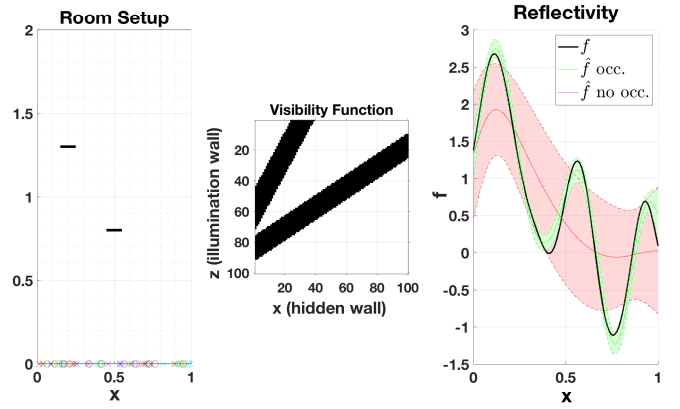 Room Setup
2
1.5
1
0.5
0
0 0.5 1
x
Visibility Function
z (illumination wall)
20
40
60
80
100
20 40 60 80 100
x (hidden wall)
Reflectivity
f
3
2.5
2
1.5
1
0.5
0
-0.5
-1
-1.5
0 0.5 1
x
f
f̂ occ.
f̂ no occ.